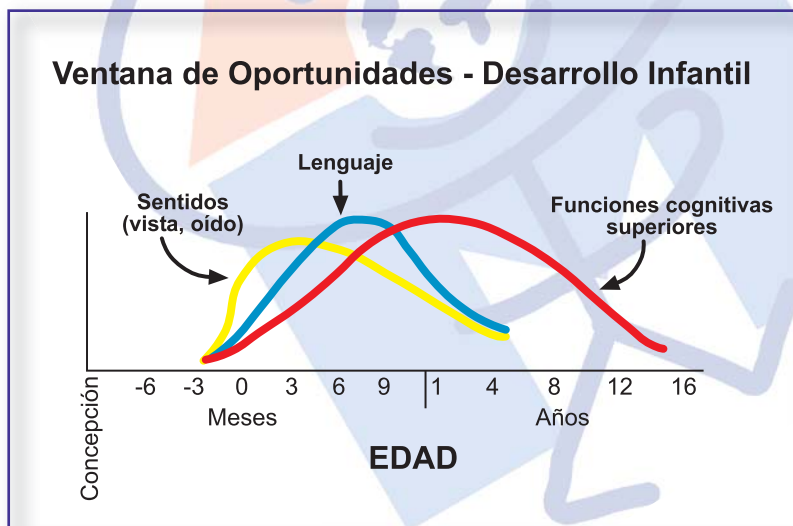 Ventana de Oportunidades - Desarrollo Infantil
Lenguaje
Sentidos
(vista, oído)
Funciones cognitivas
superiores
Concepción
-6 -3 0 3 6 9 1 4 8 12 16
Meses Años
EDAD